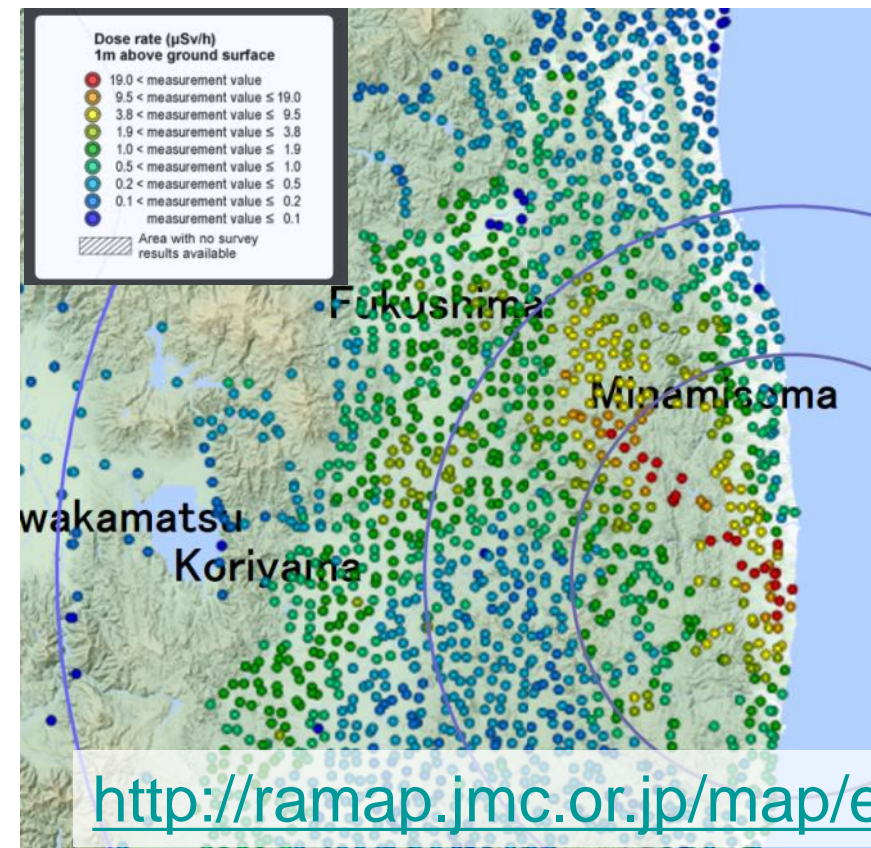 Dose rate (µSv/h)
1m above ground surface
19.0 < measurement value
9.5 < measurement value ≤ 19.0
3.8 < measurement value ≤ 9.5
1.9 < measurement value ≤ 3.8
1.0 < measurement value ≤ 1.9
0.5 < measurement value ≤ 1.0
0.2 < measurement value ≤ 0.5
0.1 < measurement value ≤ 0.2
measurement value ≤ 0.1
Area with no survey
results available
Fukushima
Minamisoma
wakamatsu
Koriyama
http://ramap.jmc.or.jp/map/e